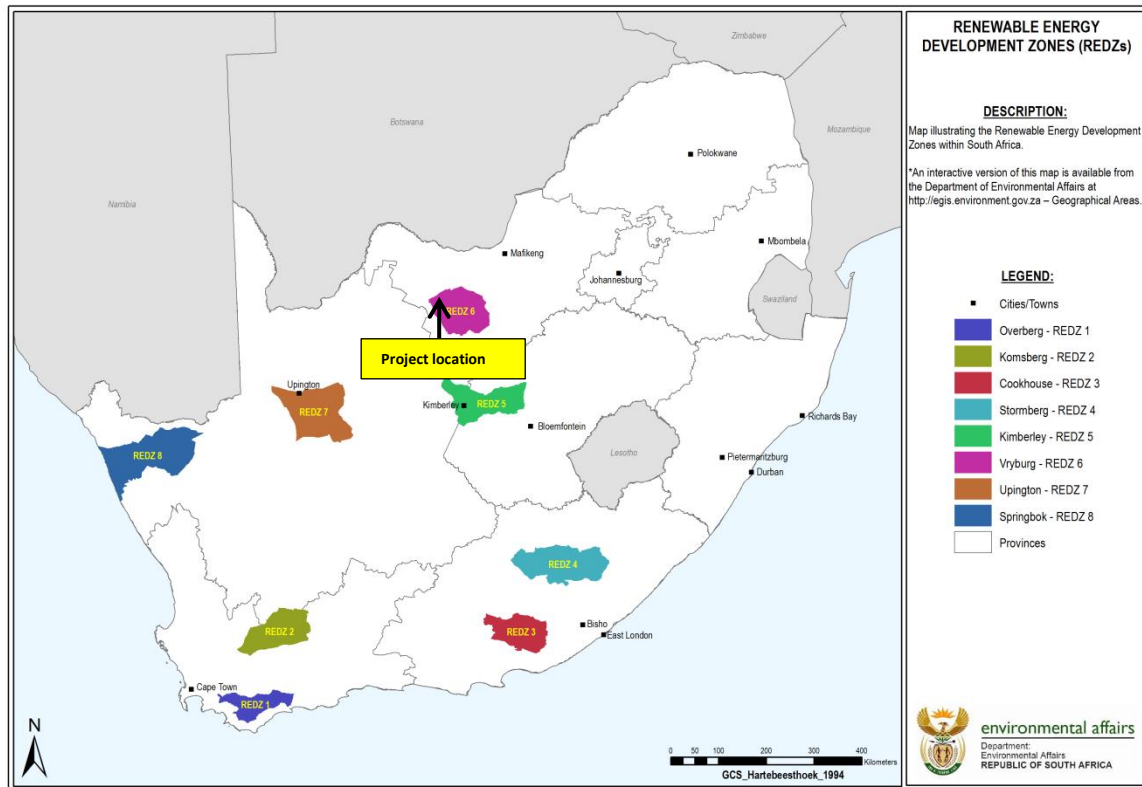 RENEWABLE ENERGY
DEVELOPMENT ZONES (REDZs)
DESCRIPTION:
Map illustrating the Renewable Energy Development
Zones within South Africa.
*An interactive version of this map is available from
the Department of Environmental Affairs at
http://egis.environment.gov.za – Geographical Areas.
LEGEND:
Cities/Towns
Overberg - REDZ 1
Komsberg - REDZ 2
Cookhouse - REDZ 3
Stormberg - REDZ 4
Kimberley - REDZ 5
Vryburg - REDZ 6
Upington - REDZ 7
Springbok - REDZ 8
Provinces
environmental affairs
Department:
Environmental Affairs
REPUBLIC OF SOUTH AFRICA
Zimbabwe
Botswana
Mozambique
Polokwane
Namibia
Mbombela
Mafikeng
Johannesburg
Swaziland
REDZ 6
Project location
Upington
REDZ 7
Kimberley
REDZ 5
Richards Bay
Bloemfontein
Lesotho
Pietermaritzburg
Durban
REDZ 8
REDZ 4
REDZ 2
REDZ 3
Bisho
East London
Cape Town
REDZ 1
N
0 50 100 200 300 400
Kilometers
GCS_Hartebeesthoek_1994